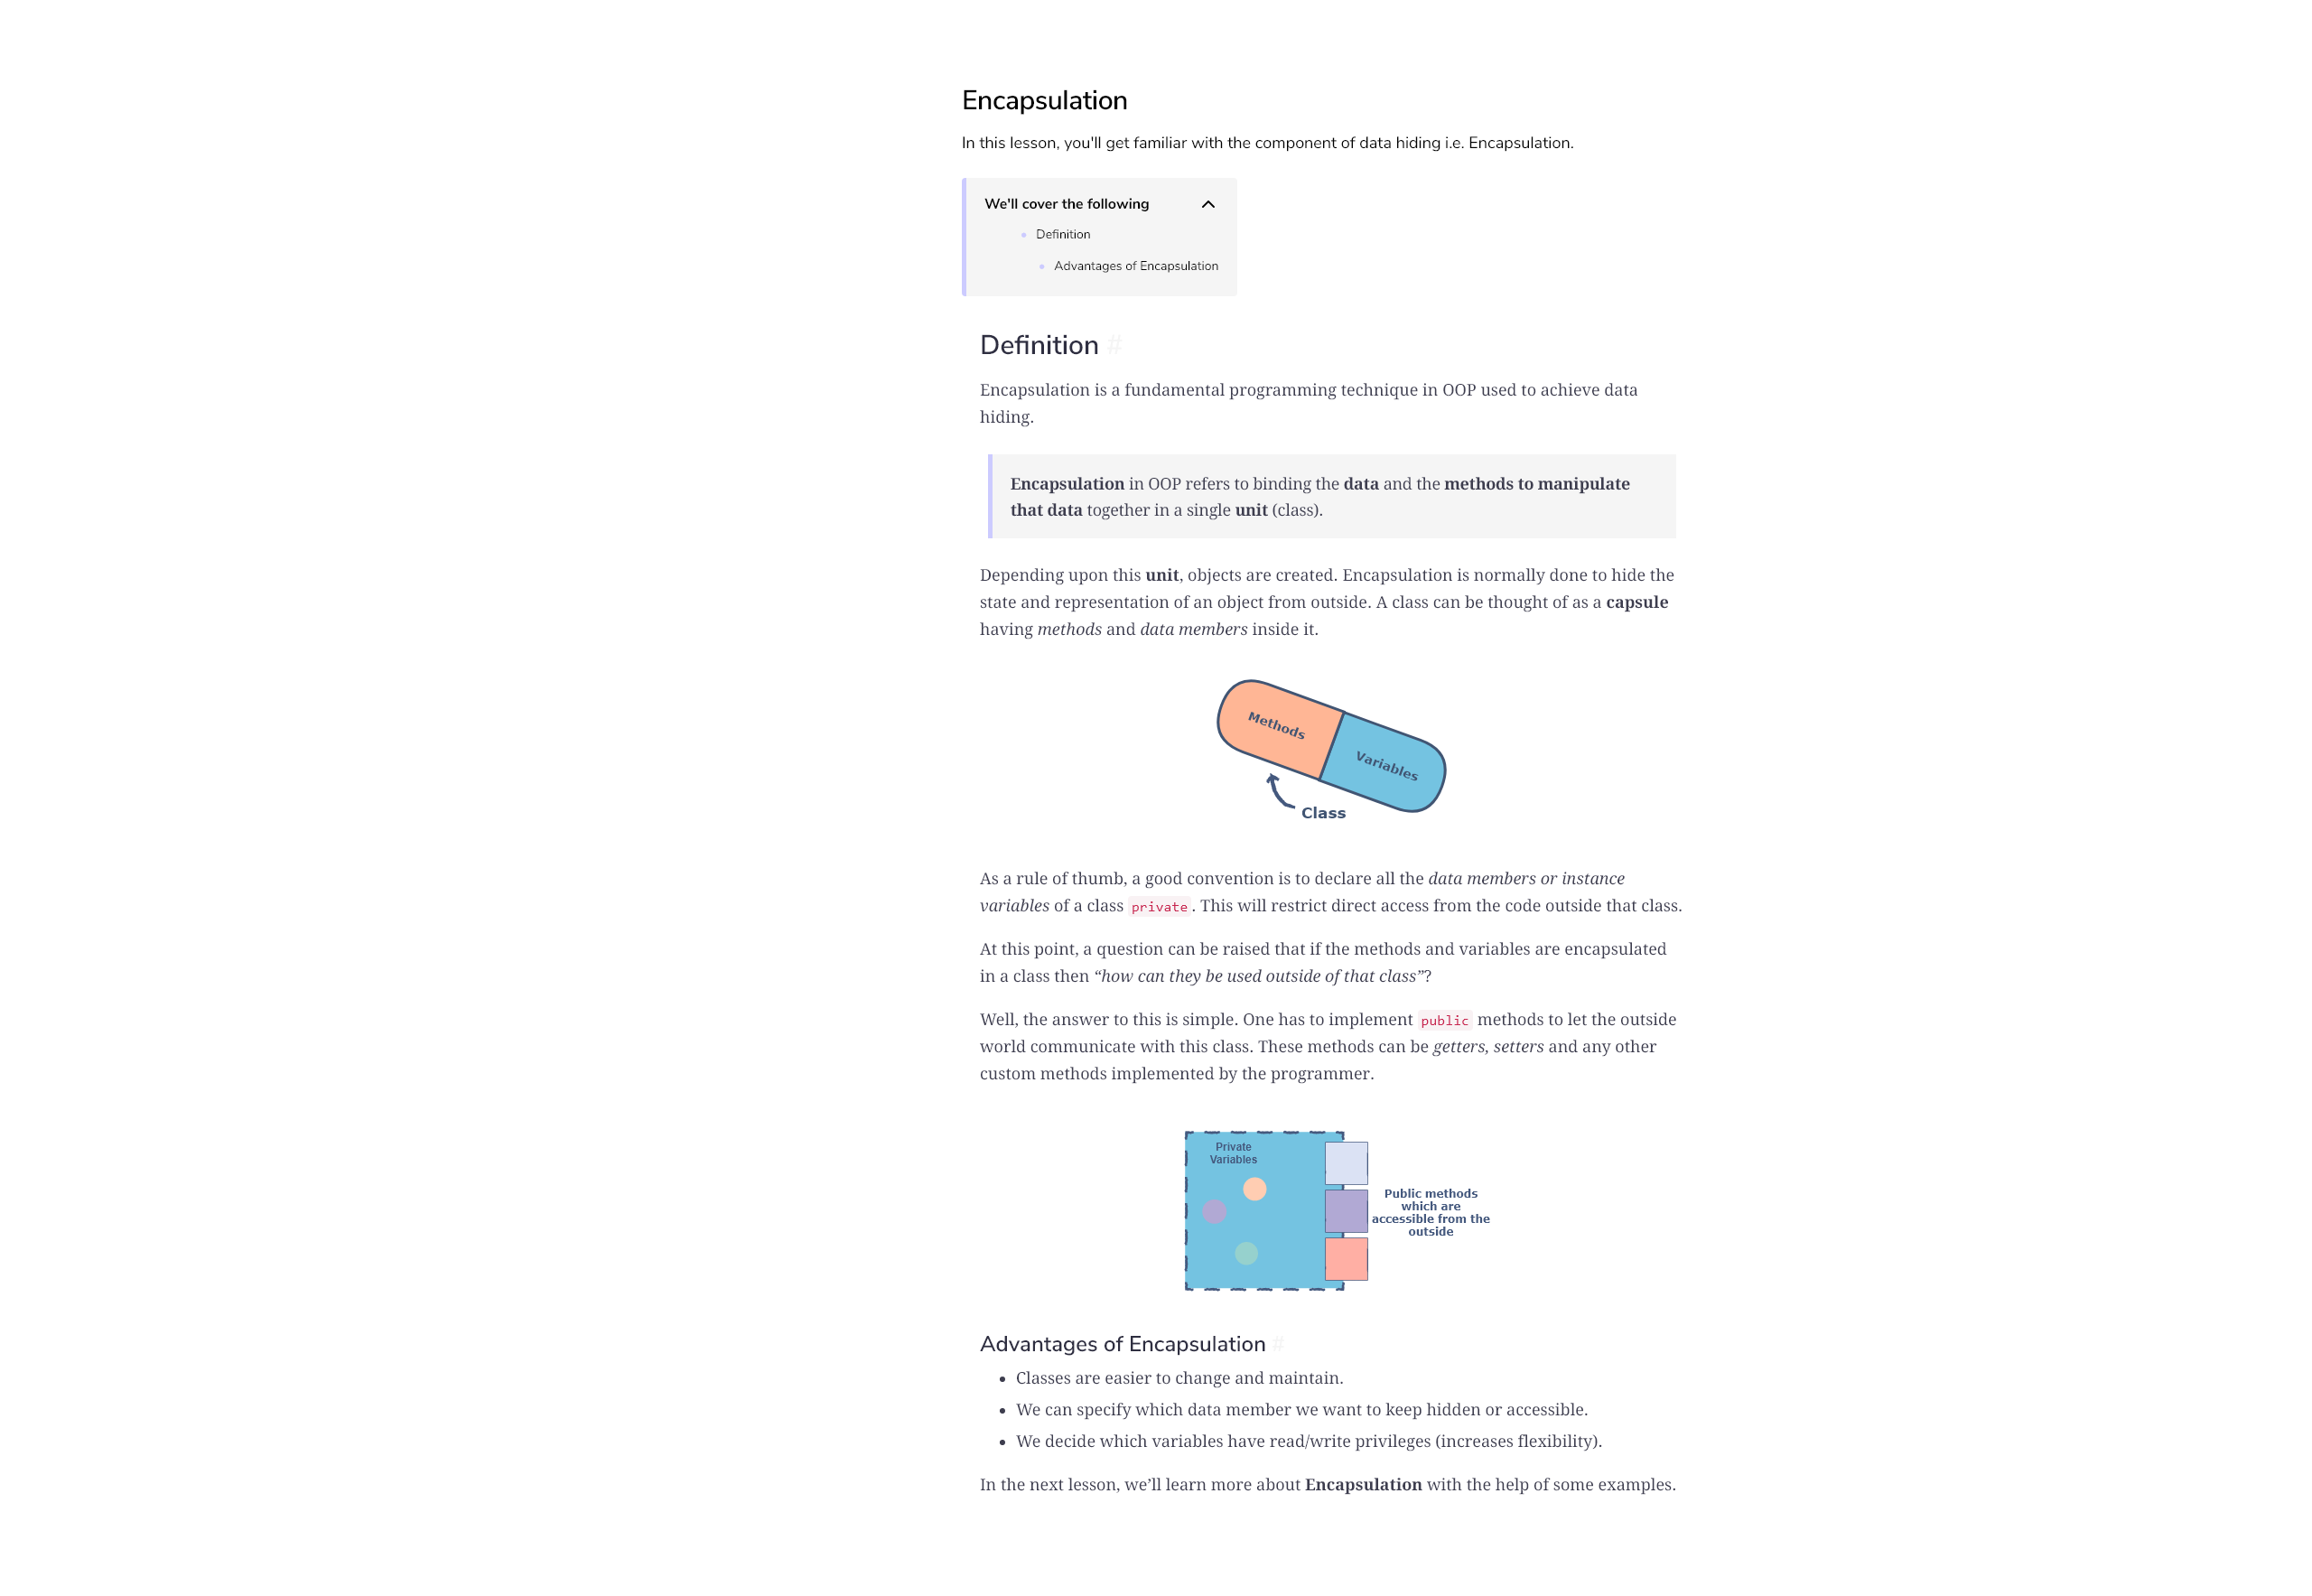 Encapsulation
In this lesson, you'll get familiar with the component of data hiding i.e. Encapsulation.
We'll cover the following
Definition
Advantages of Encapsulation
Definition #
Encapsulation is a fundamental programming technique in OOP used to achieve data
hiding.
Encapsulation in OOP refers to binding the data and the methods to manipulate
that data together in a single unit (class).
Depending upon this unit, objects are created. Encapsulation is normally done to hide the
state and representation of an object from outside. A class can be thought of as a capsule
having methods and data members inside it.
Methods
Variables
Class
As a rule of thumb, a good convention is to declare all the data members or instance
variables of a class private. This will restrict direct access from the code outside that class.
At this point, a question can be raised that if the methods and variables are encapsulated
in a class then “how can they be used outside of that class”?
Well, the answer to this is simple. One has to implement public methods to let the outside
world communicate with this class. These methods can be getters, setters and any other
custom methods implemented by the programmer.
Private
Variables
Public methods
which are
accessible from the
outside
Advantages of Encapsulation #
• Classes are easier to change and maintain.
• We can specify which data member we want to keep hidden or accessible.
• We decide which variables have read/write privileges (increases flexibility).
In the next lesson, we’ll learn more about Encapsulation with the help of some examples.